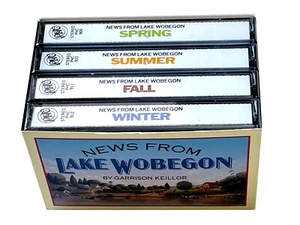 NEWS FROM LAKE WOBEGON
SPRING
NEWS FROM LAKE WOBEGON
SUMMER
NEWS FROM LAKE WOBEGON
FALL
NEWS FROM LAKE WOBEGON
WINTER
NEWS FROM
LAKE WOBEGON
BY GARRISON KEILLOR